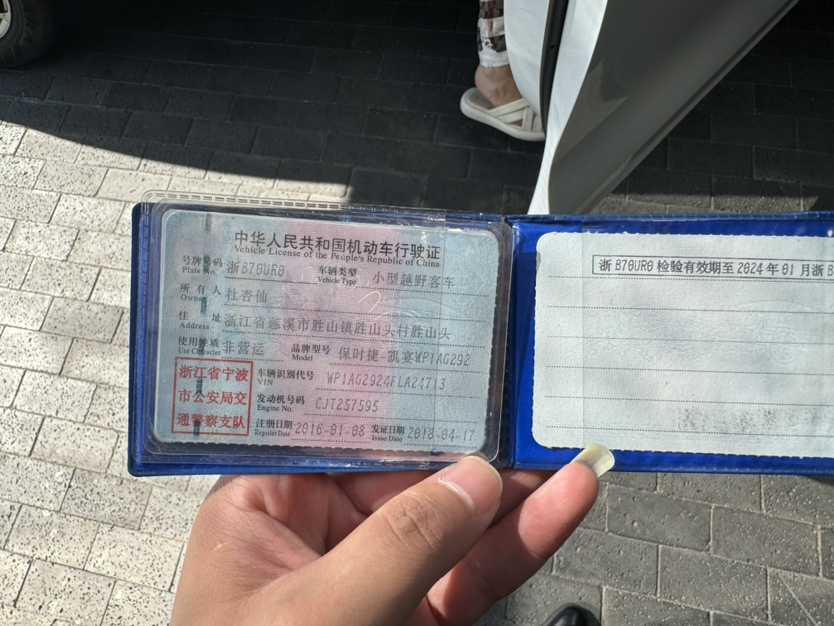 中华人民共和国机动车行驶证
Vehicle License of the People's Republic of China
号牌号码 浙B70UR0 车辆类型 小型越野客车
Plate No. Vehicle Type
所有人 杜杏仙
Owner
住址 浙江省慈溪市胜山镇胜山头村胜山头
Address
使用性质 非营运 品牌型号 保时捷-凯宴WP1AG292
Use Character Model
浙江省宁波
市公安局交
通警察支队
车辆识别代号 WP1AG2924FLA24713
VIN
发动机号码 CJT257595
Engine No.
注册日期 2016-01-08 发证日期 2018-04-17
Register Date Issue Date
浙B70UR0 检验有效期至 2024年01月浙B